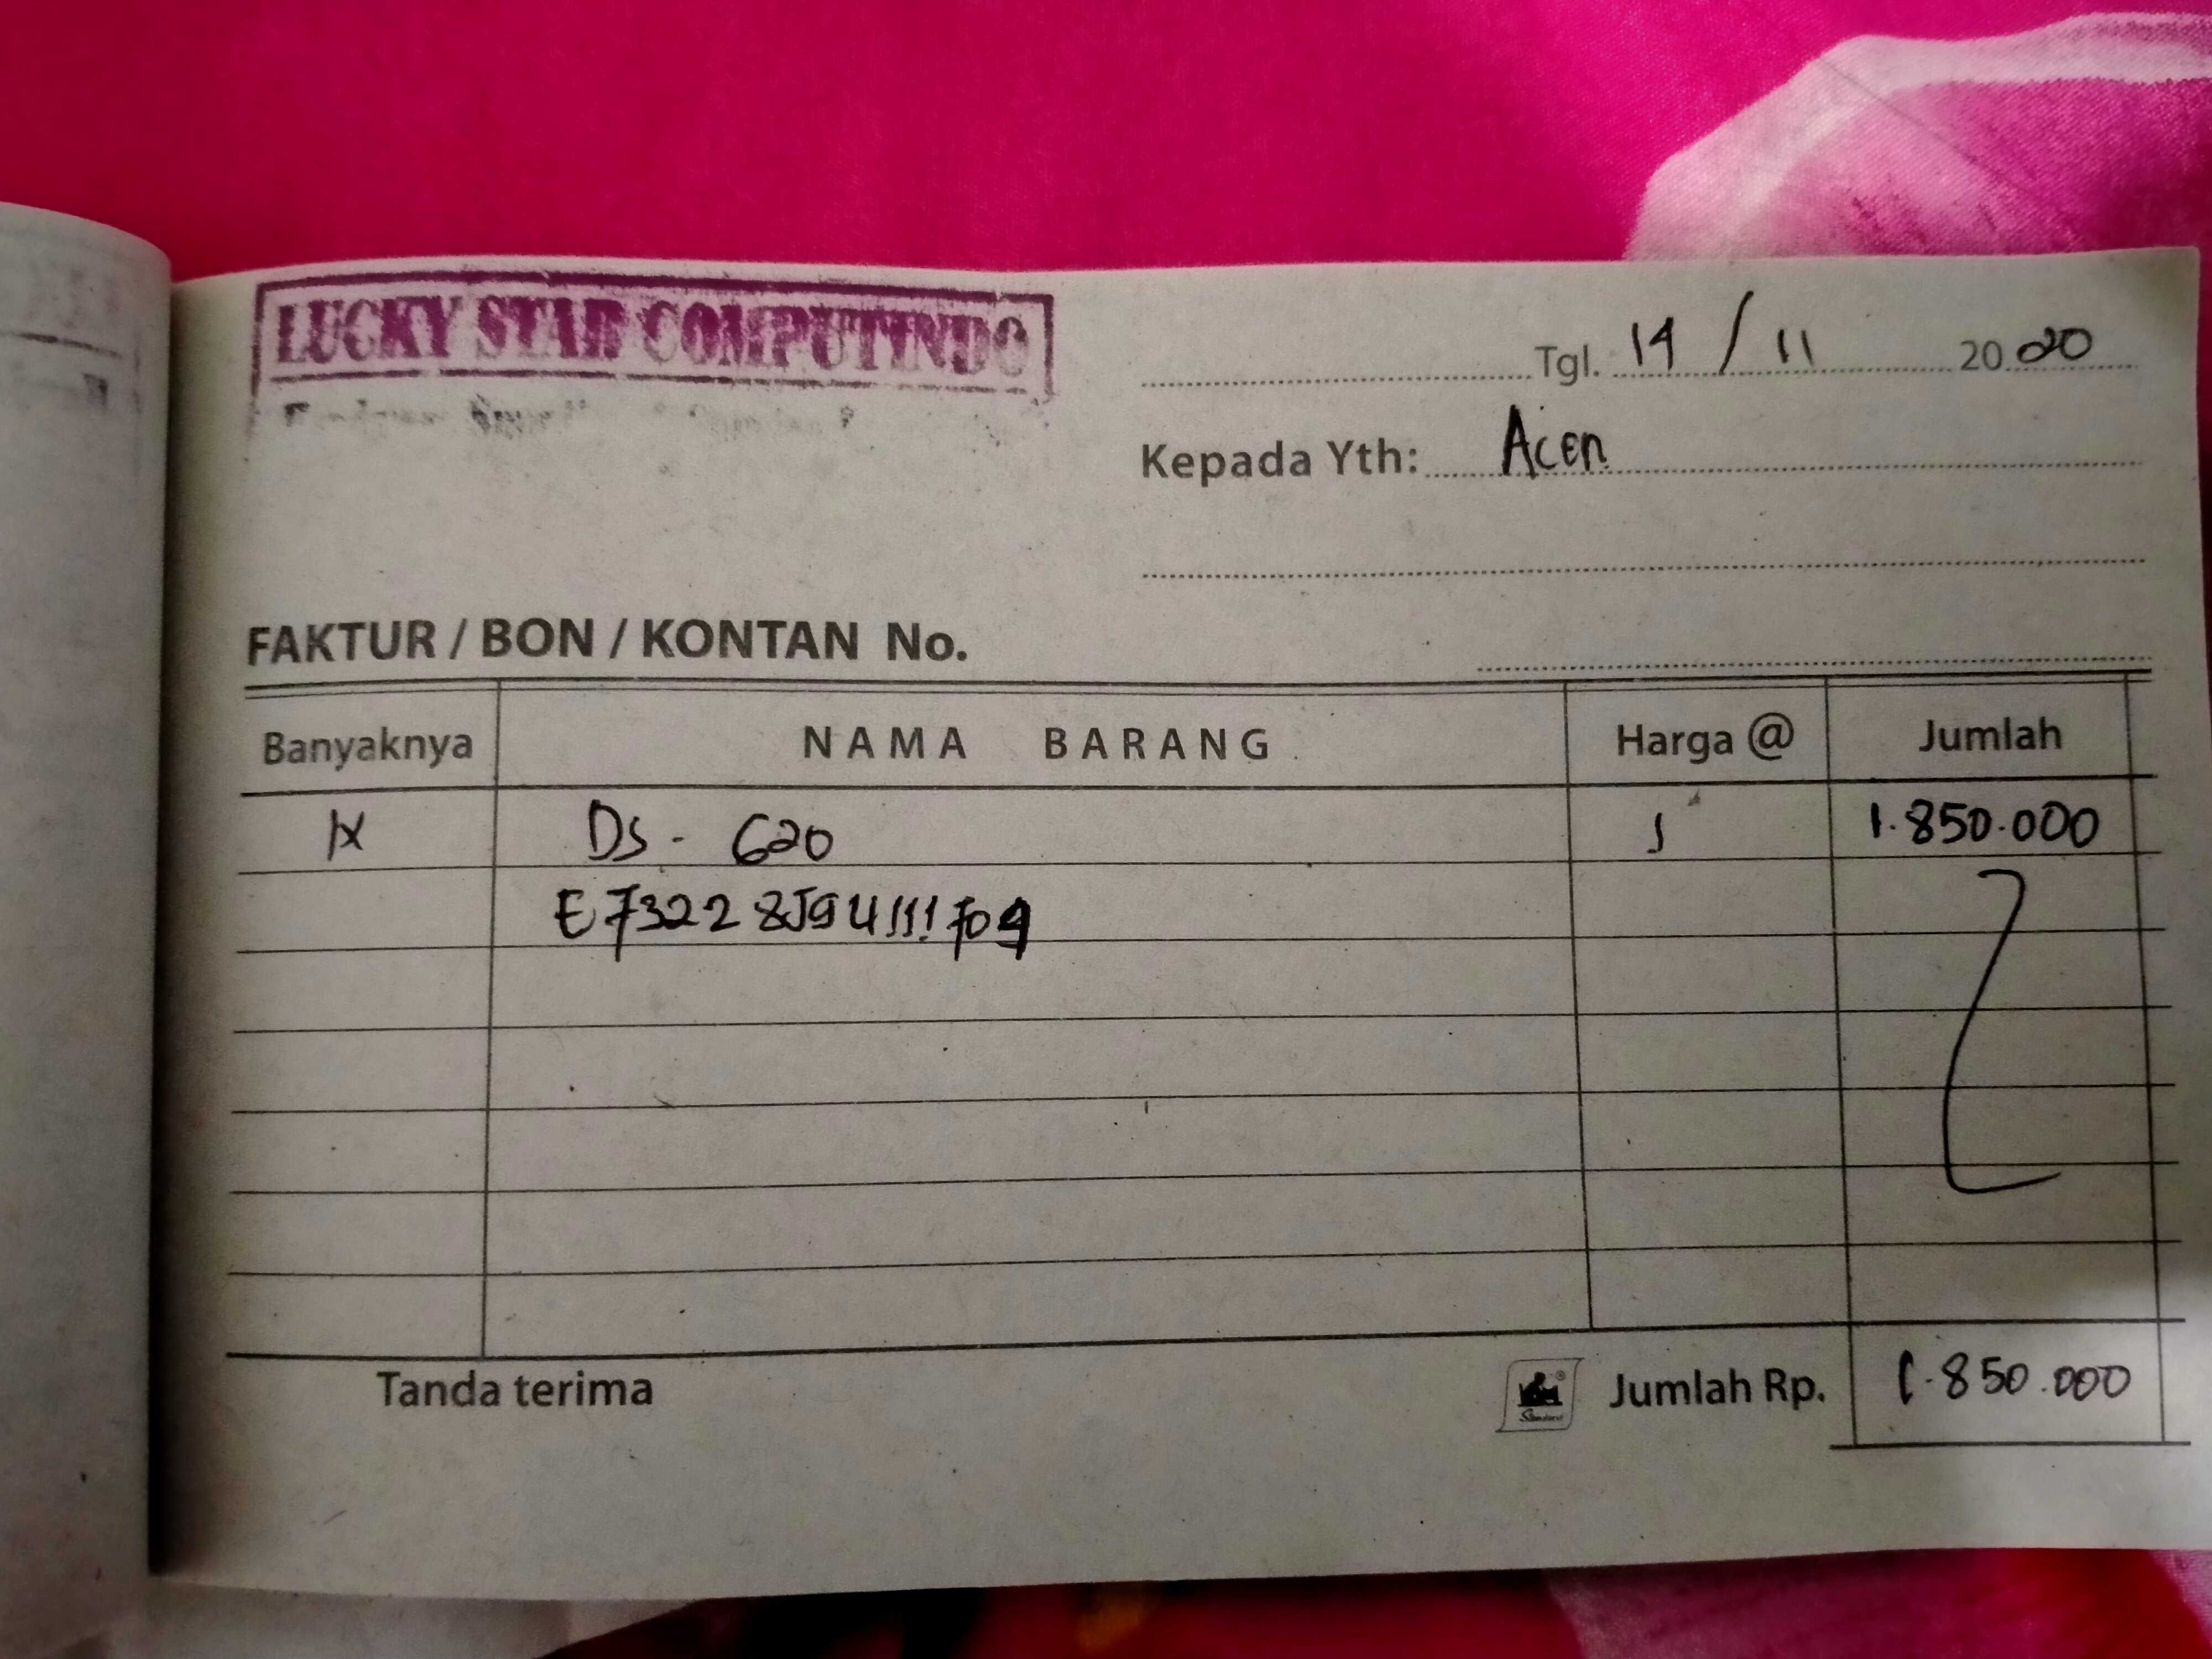 LUCKY STAR COMPUTINDO
Tgl. 14 / 11 2020
Kepada Yth: Acen
FAKTUR / BON / KONTAN No.
Banyaknya NAMA BARANG Harga @ Jumlah
1x DS - 620 1.850.000
E73228J94111704
Tanda terima Jumlah Rp. 1.850.000